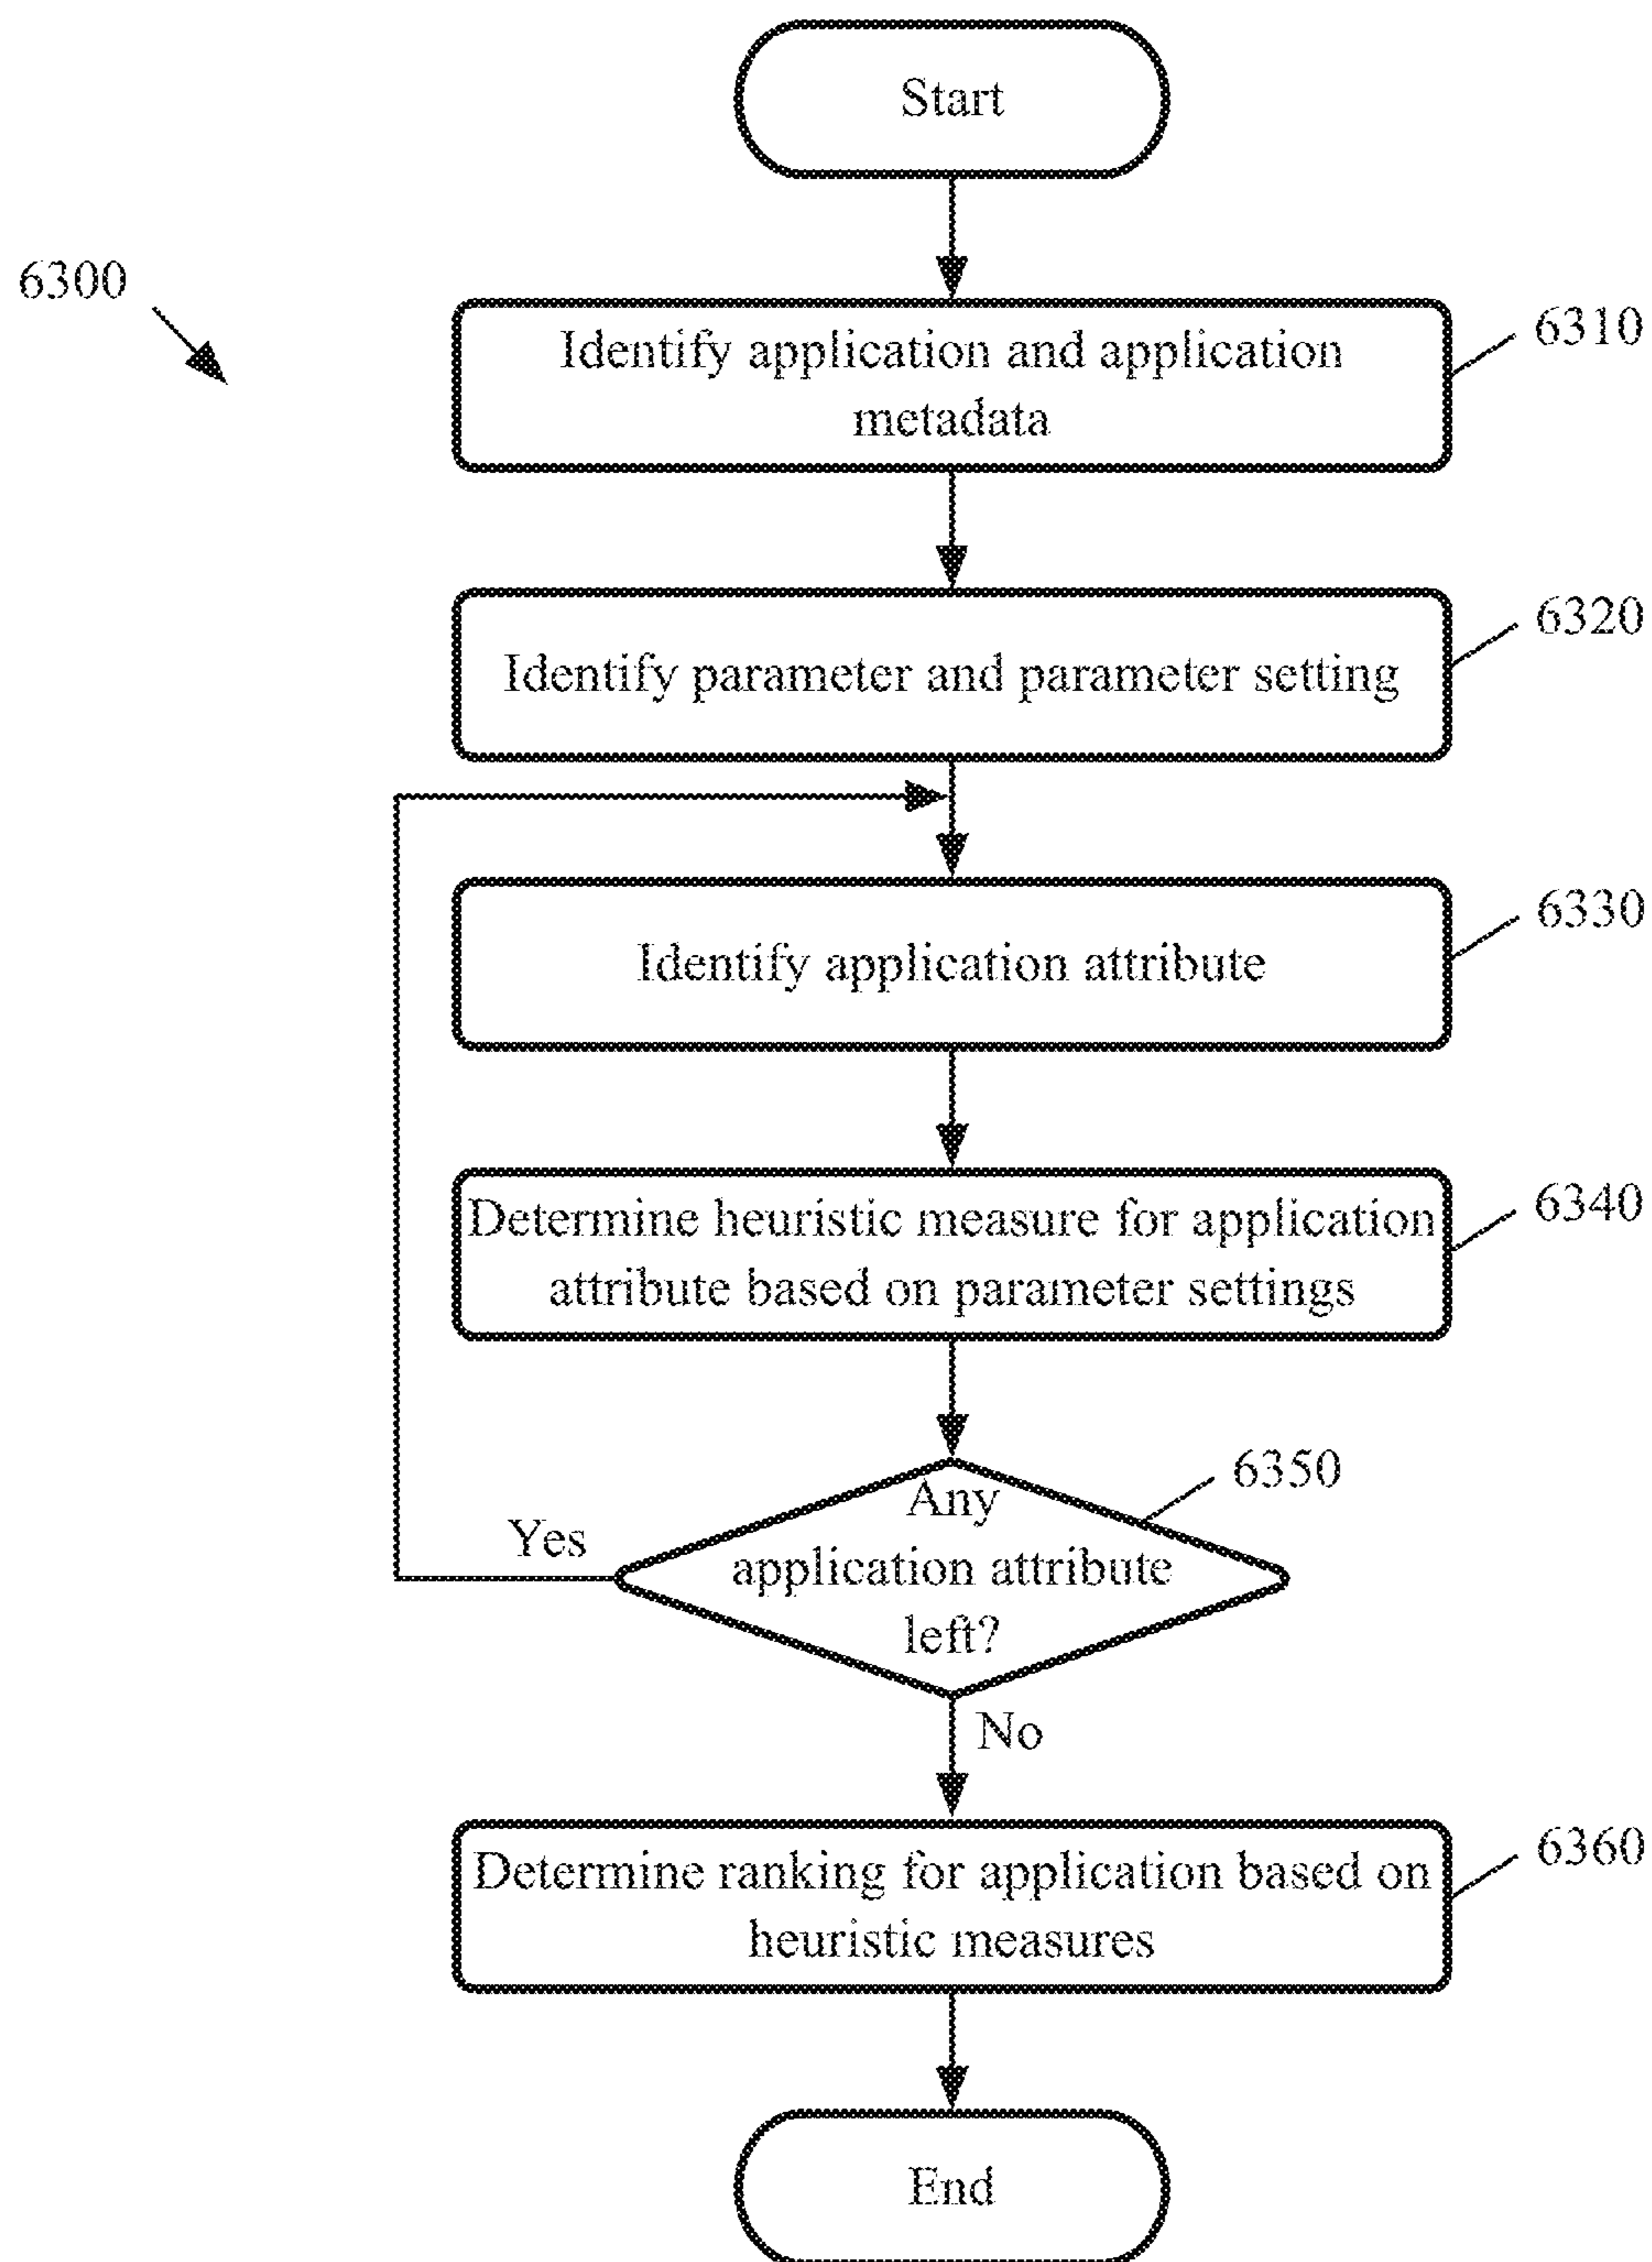 Start
6300
6310
Identify application and application
metadata
6320
Identify parameter and parameter setting
6330
Identify application attribute
6340
Determine heuristic measure for application
attribute based on parameter settings
6350
Any
Yes
application attribute
left?
No
6360
Determine ranking for application based on
heuristic measures
End